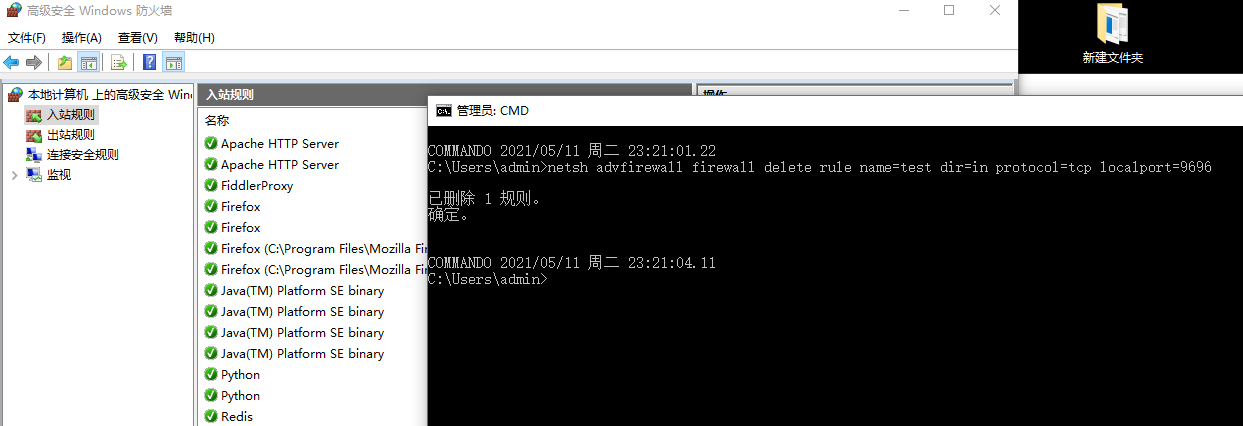 高级安全 Windows 防火墙
文件(F) 操作(A) 查看(V) 帮助(H)
新建文件夹
本地计算机 上的高级安全 Win
入站规则
出站规则
连接安全规则
监视
入站规则
名称
Apache HTTP Server
Apache HTTP Server
FiddlerProxy
Firefox
Firefox
Firefox (C:\Program Files\Mozilla Fir
Firefox (C:\Program Files\Mozilla Fir
Java(TM) Platform SE binary
Java(TM) Platform SE binary
Java(TM) Platform SE binary
Java(TM) Platform SE binary
Python
Python
Redis
操作
管理员: CMD
COMMANDO 2021/05/11 周二 23:21:01.22
C:\Users\admin>netsh advfirewall firewall delete rule name=test dir=in protocol=tcp localport=9696
已删除 1 规则。
确定。
COMMANDO 2021/05/11 周二 23:21:04.11
C:\Users\admin>